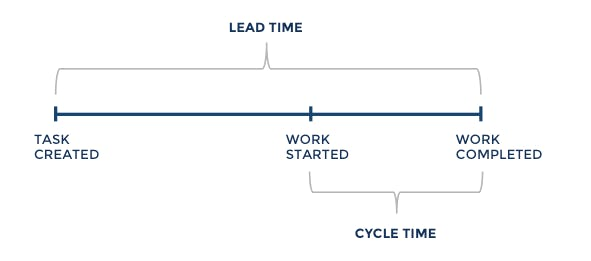 LEAD TIME
TASK
CREATED
WORK
STARTED
WORK
COMPLETED
CYCLE TIME